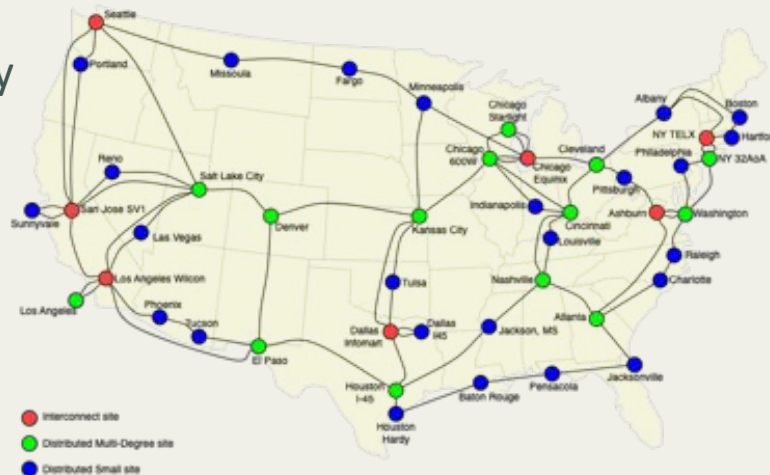 Seattle
y
Portland
Missoula
Fargo
Minneapolis
Chicago
Starlight
Albany
Boston
NY TELX
Hartfo
Cleveland
Philadelphia
NY 32AoA
Chicago
600W
Chicago
Equinix
Pittsburgh
Reno
Salt Lake City
Indianapolis
Ashburn
Washington
Sunnyvale
San Jose SV1
Denver
Kansas City
Cincinnati
Las Vegas
Louisville
Raleigh
Los Angeles Wilcon
Tulsa
Nashville
Charlotte
Los Angeles
Phoenix
Tucson
Dallas
Infomart
Dallas
I45
Jackson, MS
Atlanta
El Paso
Houston
I-45
Baton Rouge
Pensacola
Jacksonville
Houston
Hardy
Interconnect site
Distributed Multi-Degree site
Distributed Small site